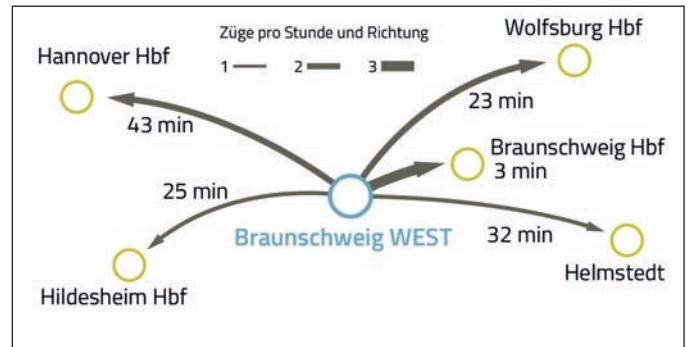 Züge pro Stunde und Richtung
1 2 3
Hannover Hbf
43 min
Wolfsburg Hbf
23 min
Braunschweig Hbf
3 min
25 min
Braunschweig WEST
32 min
Hildesheim Hbf
Helmstedt